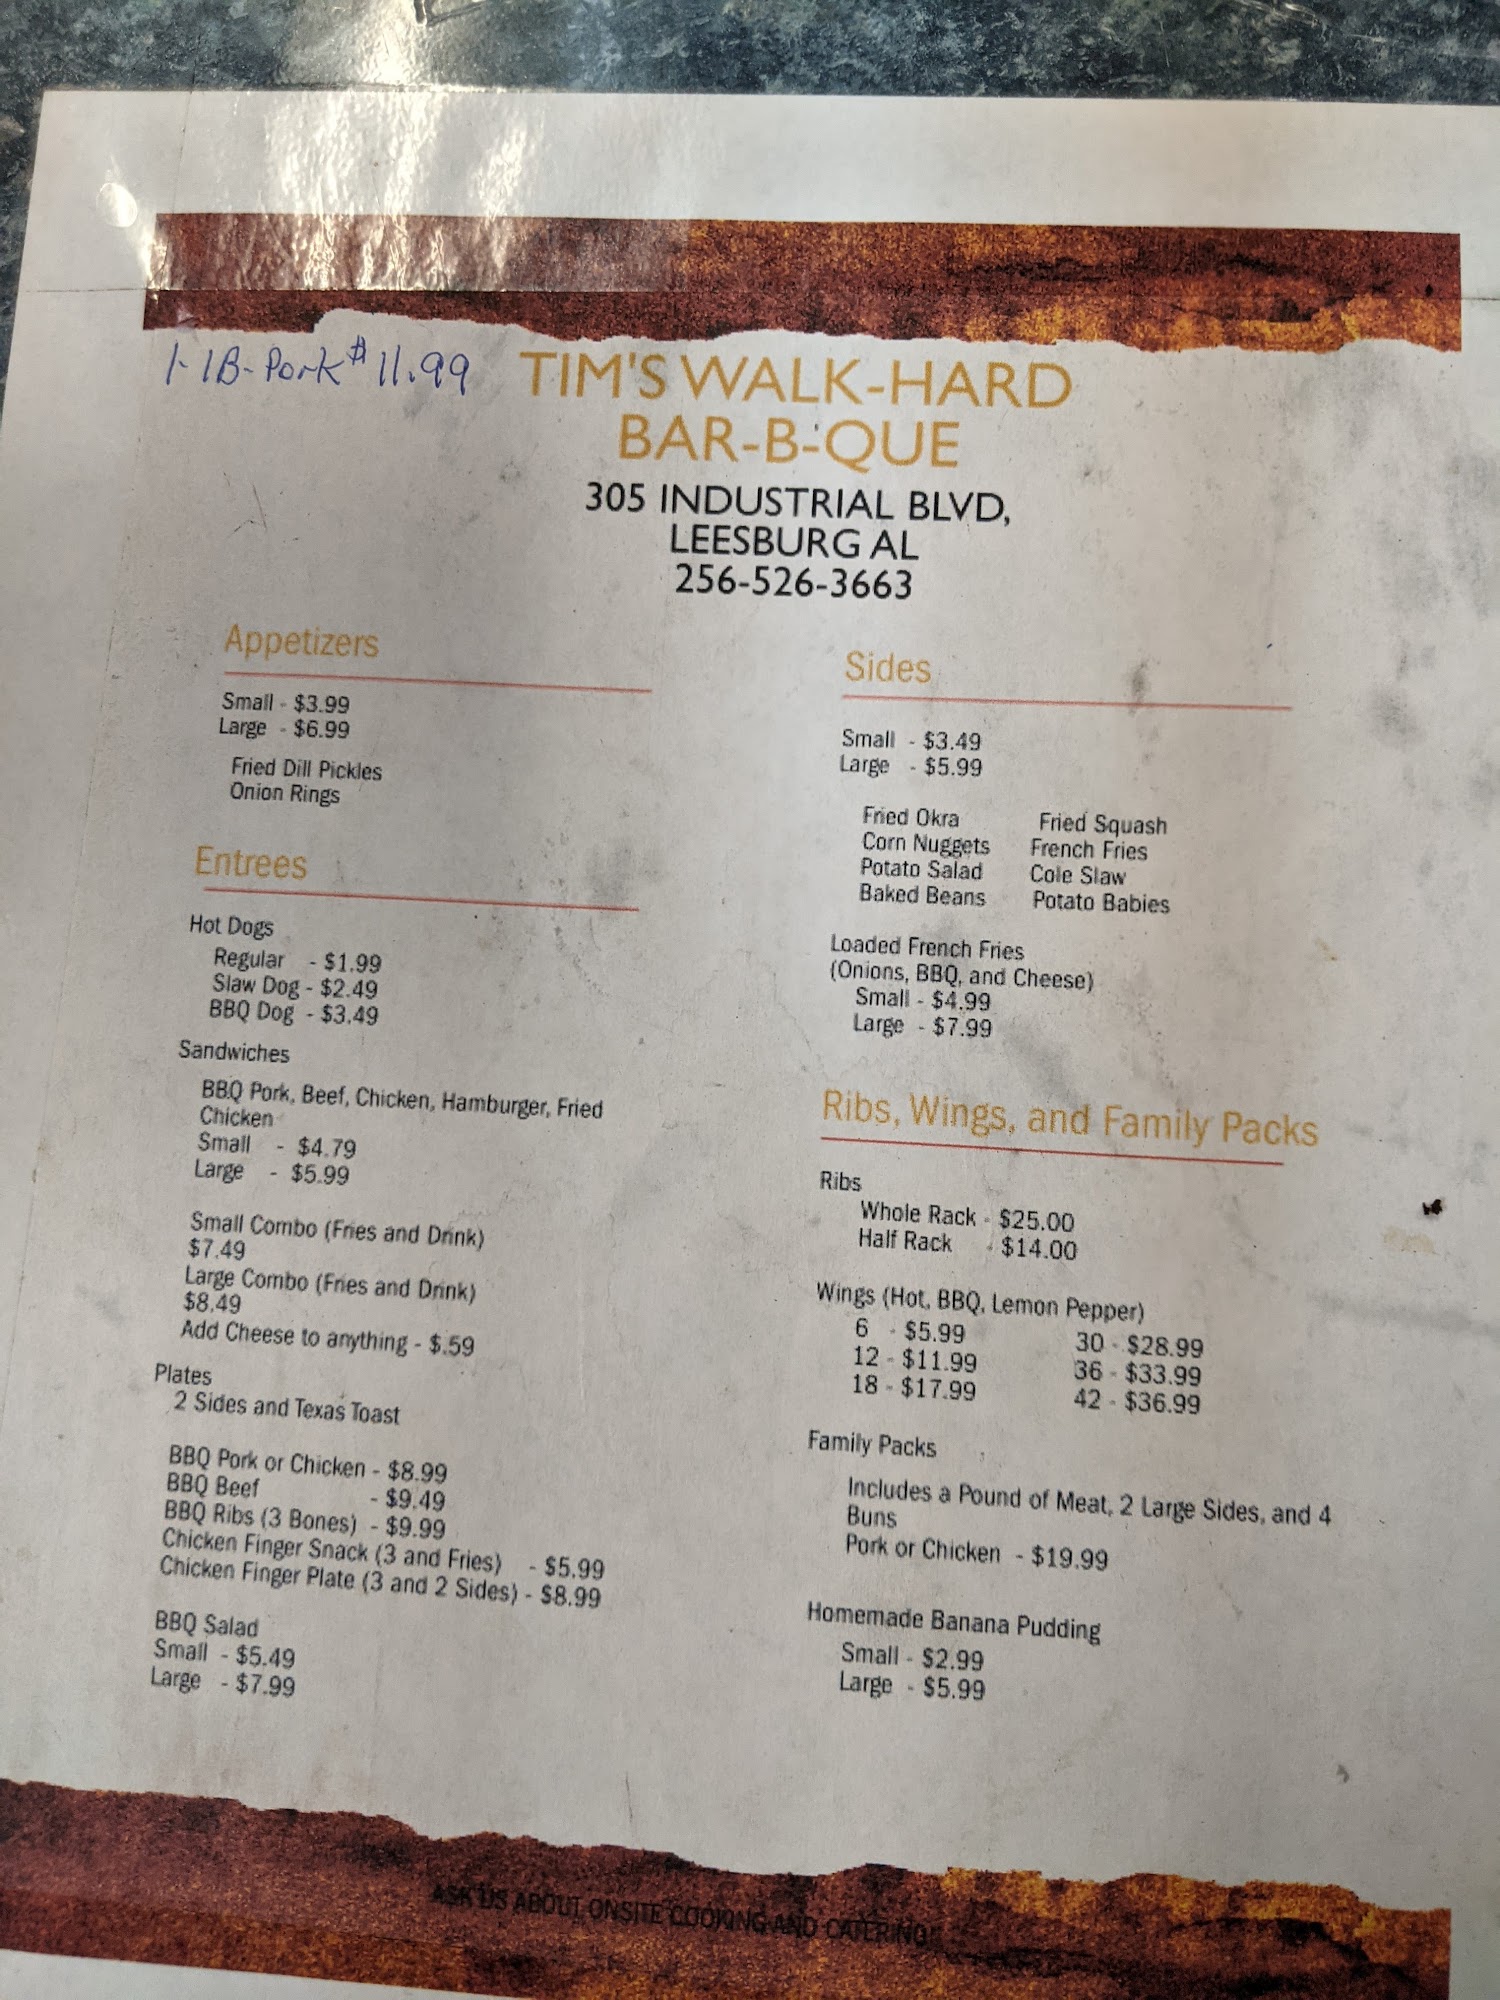 1-1B-Pork $11.99
TIM'S WALK-HARD
BAR-B-QUE
305 INDUSTRIAL BLVD,
LEESBURG AL
256-526-3663
Appetizers
Small - $3.99
Large - $6.99
Fried Dill Pickles
Onion Rings
Entrees
Hot Dogs
Regular - $1.99
Slaw Dog - $2.49
BBQ Dog - $3.49
Sandwiches
BBQ Pork, Beef, Chicken, Hamburger, Fried
Chicken
Small - $4.79
Large - $5.99
Small Combo (Fries and Drink)
$7.49
Large Combo (Fries and Drink)
$8.49
Add Cheese to anything - $.59
Plates
2 Sides and Texas Toast
BBQ Pork or Chicken - $8.99
BBQ Beef - $9.49
BBQ Ribs (3 Bones) - $9.99
Chicken Finger Snack (3 and Fries) - $5.99
Chicken Finger Plate (3 and 2 Sides) - $8.99
BBQ Salad
Small - $5.49
Large - $7.99
Sides
Small - $3.49
Large - $5.99
Fried Okra Fried Squash
Corn Nuggets French Fries
Potato Salad Cole Slaw
Baked Beans Potato Babies
Loaded French Fries
(Onions, BBQ, and Cheese)
Small - $4.99
Large - $7.99
Ribs, Wings, and Family Packs
Ribs
Whole Rack - $25.00
Half Rack - $14.00
Wings (Hot, BBQ, Lemon Pepper)
6 - $5.99 30 - $28.99
12 - $11.99 36 - $33.99
18 - $17.99 42 - $36.99
Family Packs
Includes a Pound of Meat, 2 Large Sides, and 4
Buns
Pork or Chicken - $19.99
Homemade Banana Pudding
Small - $2.99
Large - $5.99
ASK US ABOUT ONSITE COOKING AND CATERING